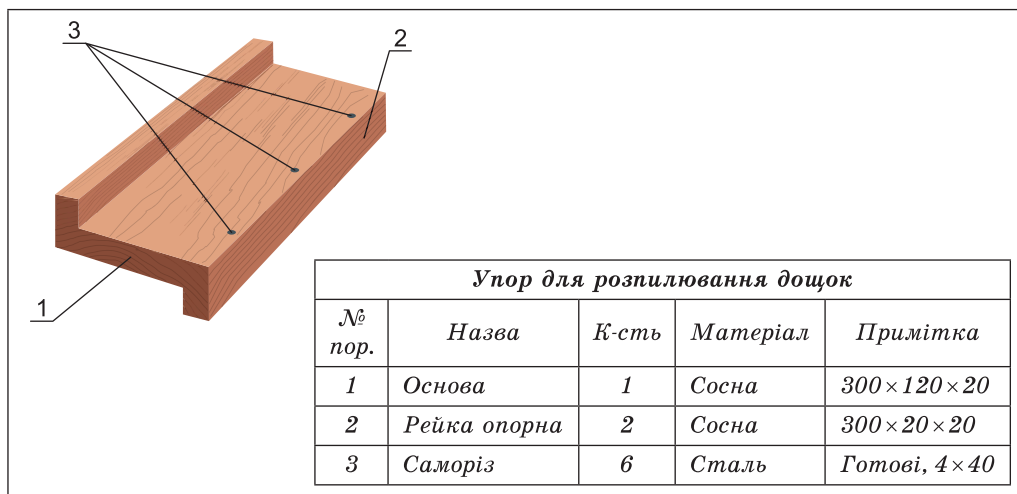 3
2
1
Упор для розпилювання дощок
№ пор. Назва К-сть Матеріал Примітка
1 Основа 1 Сосна 300×120×20
2 Рейка опорна 2 Сосна 300×20×20
3 Саморіз 6 Сталь Готові, 4×40